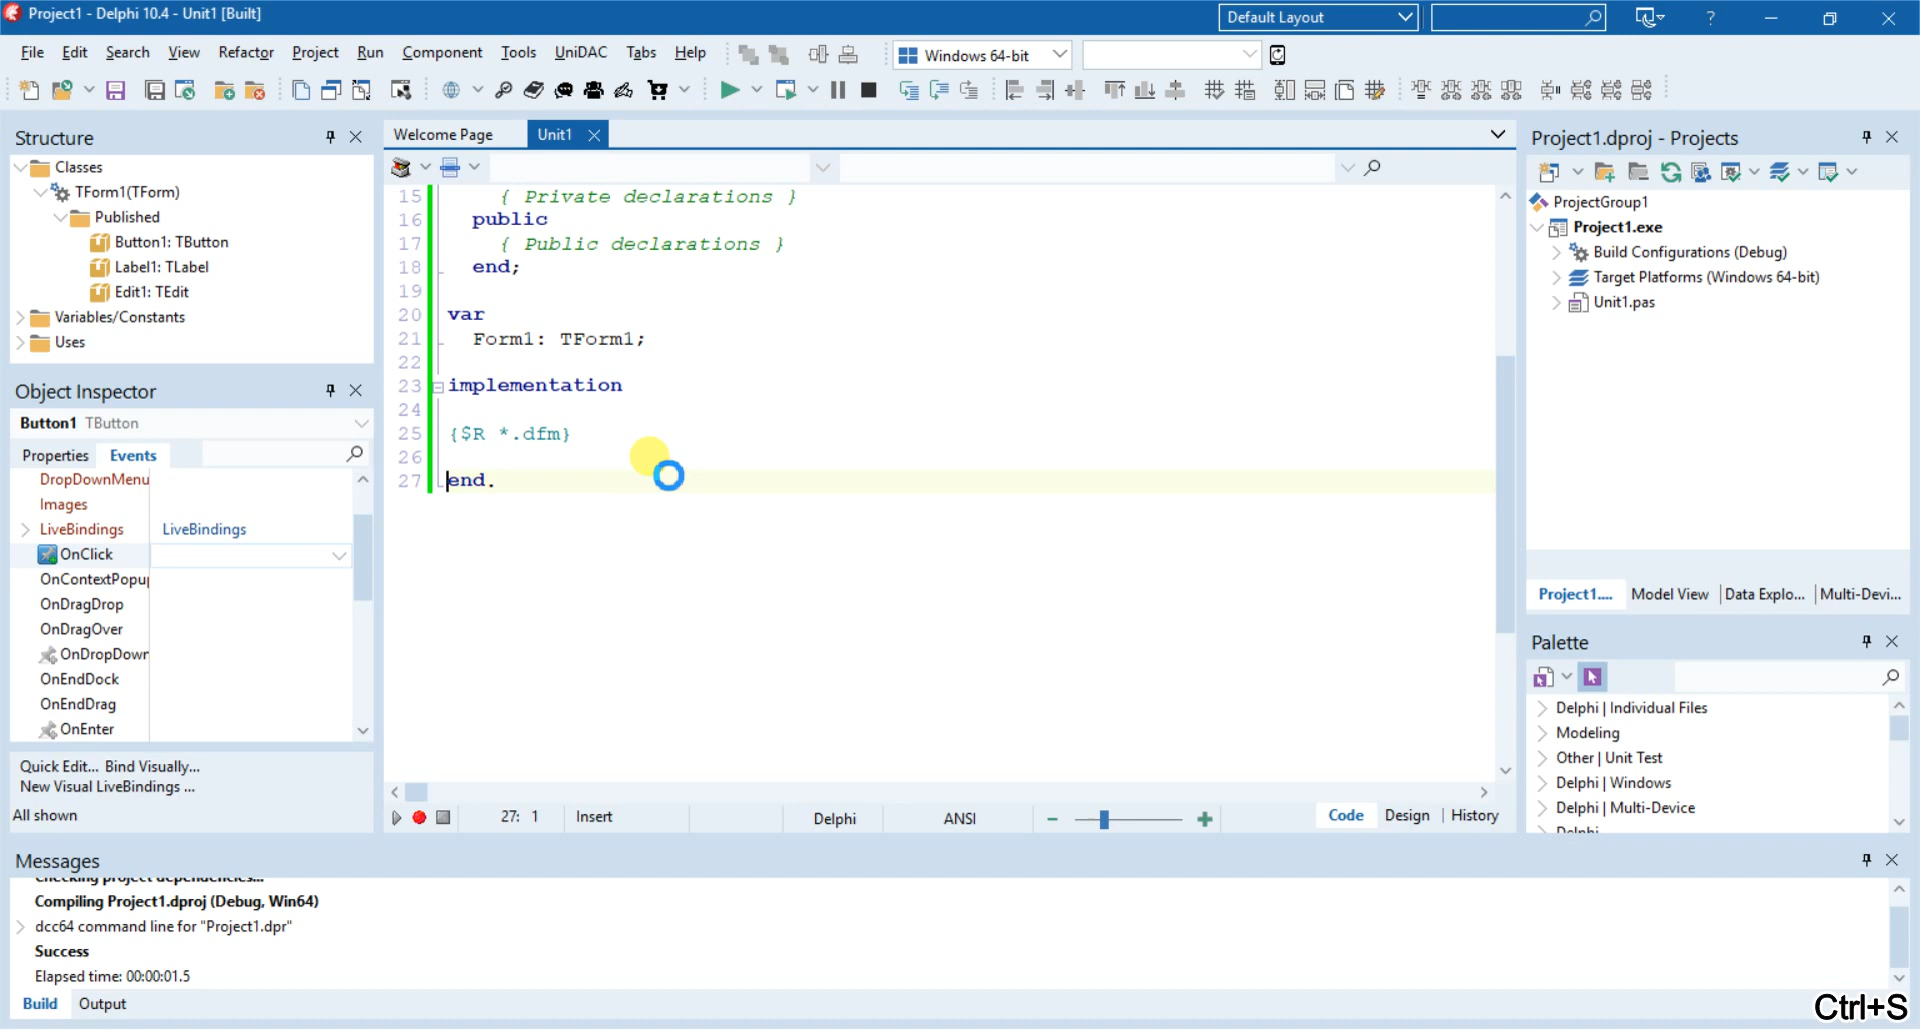 Project1 - Delphi 10.4 - Unit1 [Built]
Default Layout
?
File Edit Search View Refactor Project Run Component Tools UniDAC Tabs Help
Windows 64-bit
Structure
Classes
TForm1(TForm)
Published
Button1: TButton
Label1: TLabel
Edit1: TEdit
Variables/Constants
Uses
Object Inspector
Button1 TButton
Properties Events
DropDownMenu
Images
LiveBindings LiveBindings
OnClick
OnContextPopup
OnDragDrop
OnDragOver
OnDropDown
OnEndDock
OnEndDrag
OnEnter
Quick Edit... Bind Visually...
New Visual LiveBindings ...
All shown
Welcome Page Unit1
15 { Private declarations }
16 public
17 { Public declarations }
18 end;
19
20 var
21 Form1: TForm1;
22
23 implementation
24
25 {$R *.dfm}
26
27 end.
27: 1 Insert Delphi ANSI Code Design History
Project1.dproj - Projects
ProjectGroup1
Project1.exe
Build Configurations (Debug)
Target Platforms (Windows 64-bit)
Unit1.pas
Project1.... Model View Data Explo... Multi-Devi...
Palette
Delphi | Individual Files
Modeling
Other | Unit Test
Delphi | Windows
Delphi | Multi-Device
Delphi
Messages
Checking project dependencies...
Compiling Project1.dproj (Debug, Win64)
dcc64 command line for "Project1.dpr"
Success
Elapsed time: 00:00:01.5
Build Output
Ctrl+S